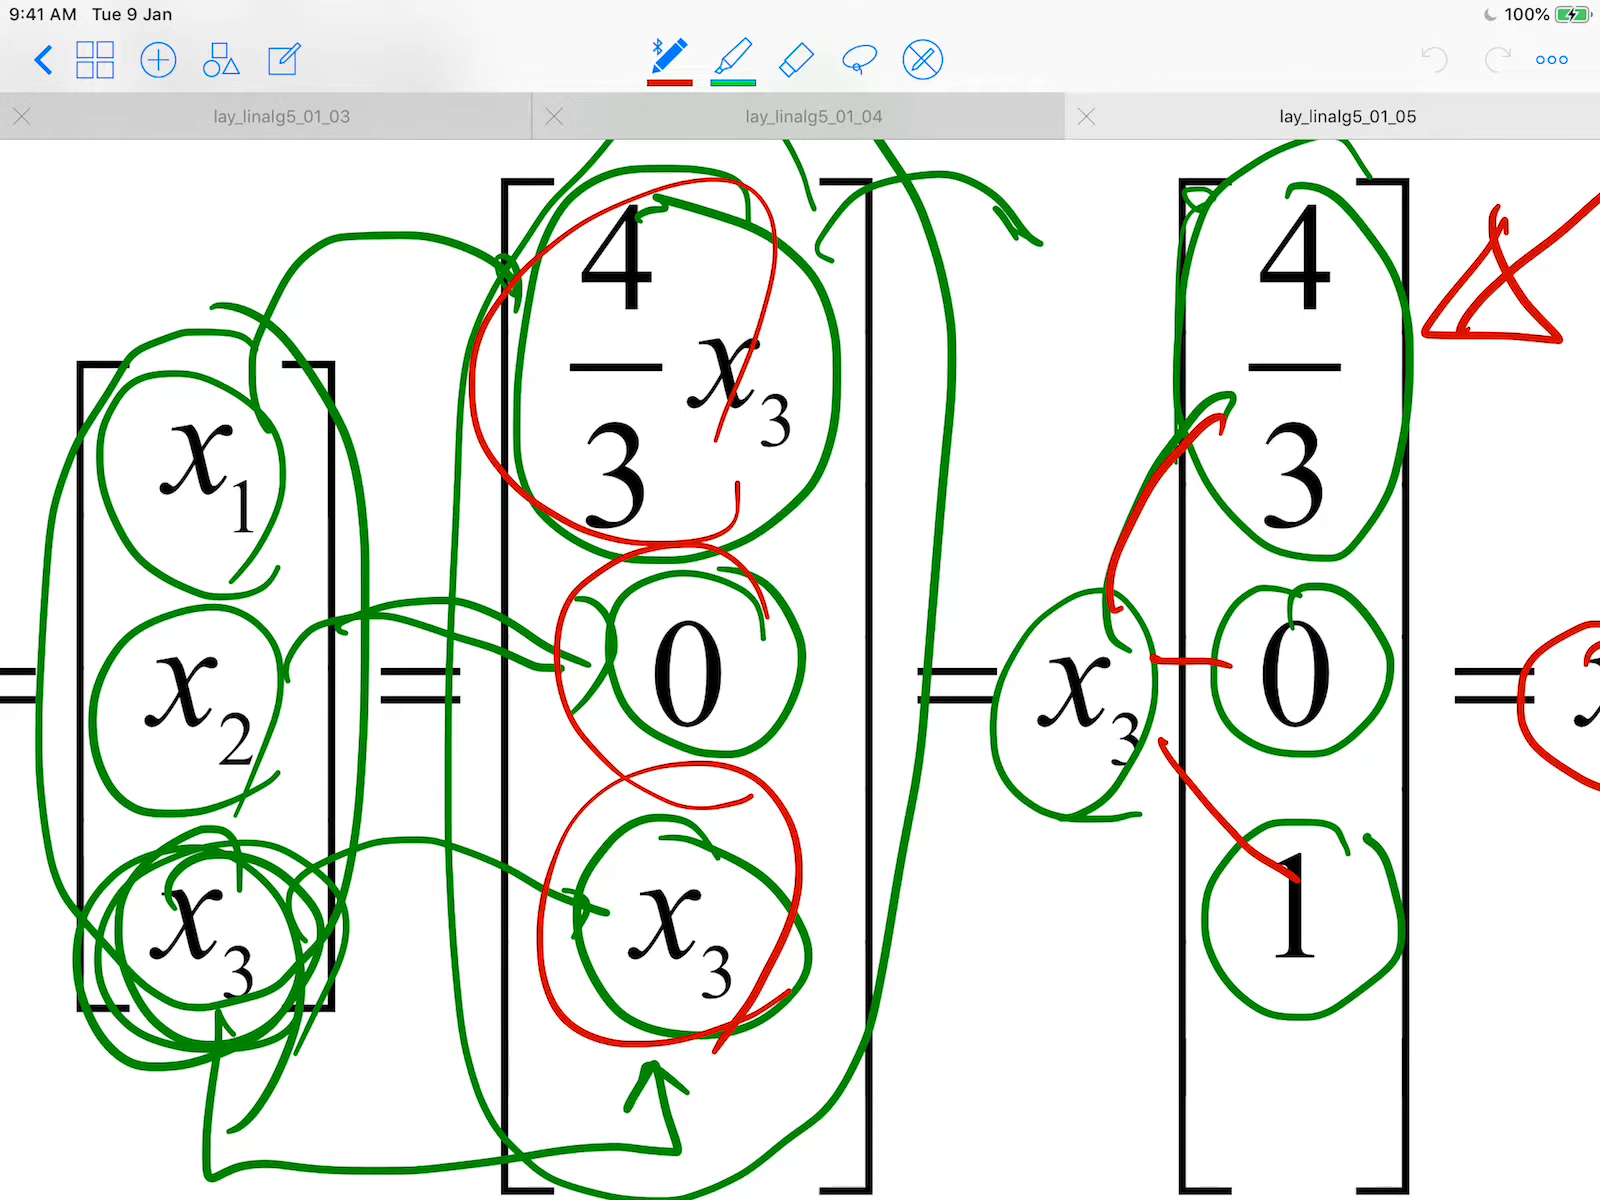 9:41 AM Tue 9 Jan 100%
lay_linalg5_01_03 lay_linalg5_01_04 lay_linalg5_01_05
= [x₁ x₂ x₃] = [4/3 x₃ 0 x₃] = x₃ [4/3 0 1] =